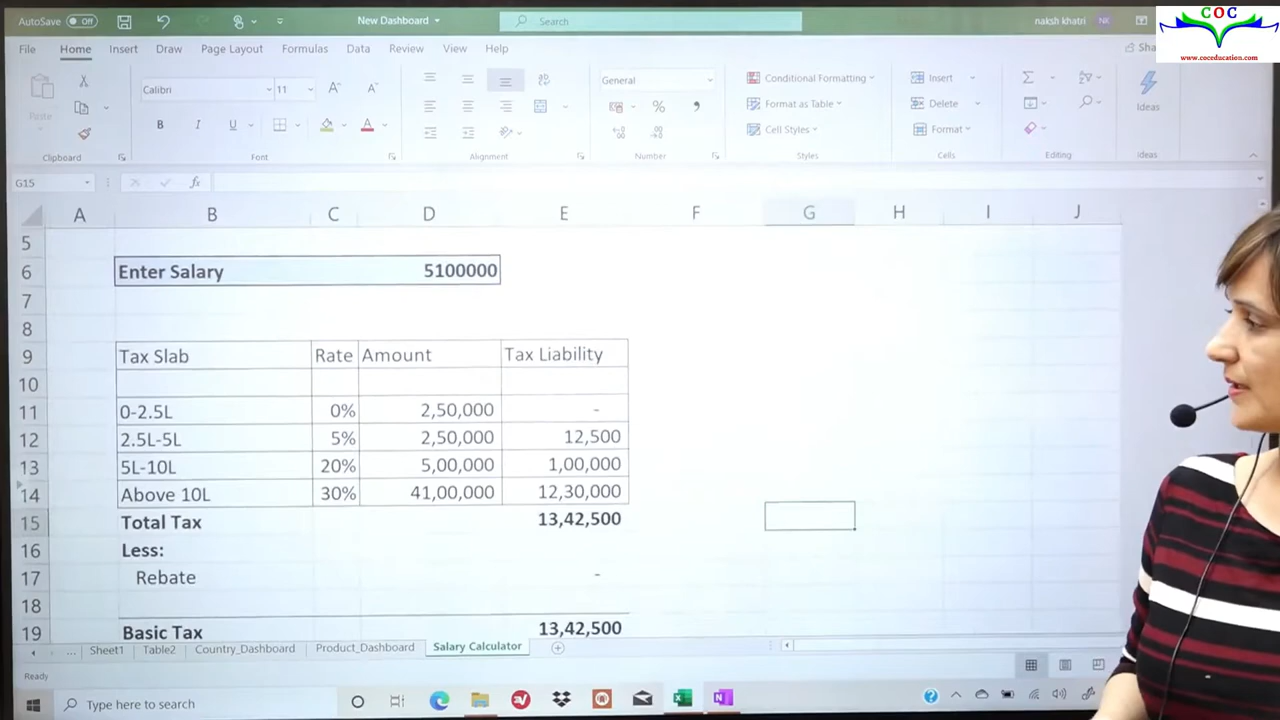 AutoSave Off New Dashboard Search naksh khatri NK
COC
www.coceducation.com
File Home Insert Draw Page Layout Formulas Data Review View Help Sha
Paste
Calibri 11
General
Conditional Formatting
Format as Table
Cell Styles
Insert
Delete
Format
Ideas
Clipboard Font Alignment Number Styles Cells Editing Ideas
G15 fx
A B C D E F G H I J
5
6 Enter Salary 5100000
7
8
9 Tax Slab Rate Amount Tax Liability
10
11 0-2.5L 0% 2,50,000 -
12 2.5L-5L 5% 2,50,000 12,500
13 5L-10L 20% 5,00,000 1,00,000
14 Above 10L 30% 41,00,000 12,30,000
15 Total Tax 13,42,500
16 Less:
17 Rebate -
18
19 Basic Tax 13,42,500
... Sheet1 Table2 Country_Dashboard Product_Dashboard Salary Calculator
Ready
Type here to search